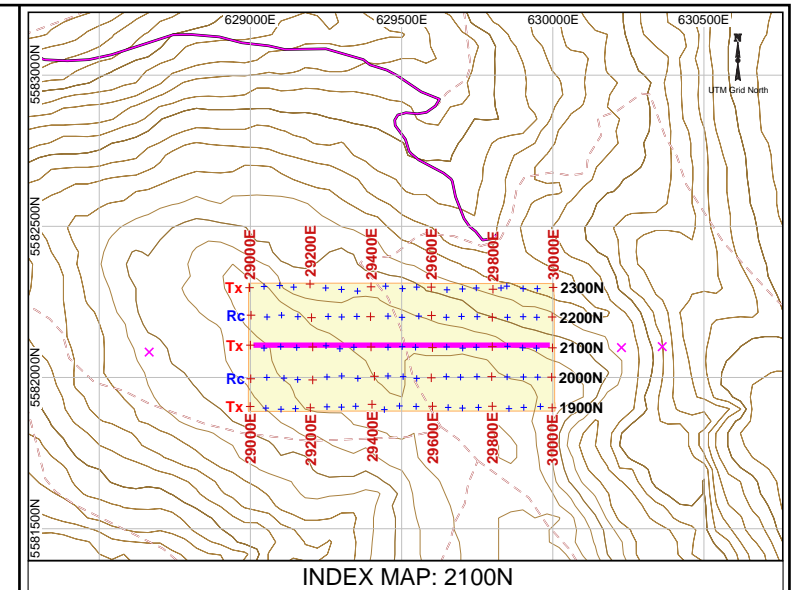 629000E 629500E 630000E 630500E
N
UTM Grid North
5583000N
5582500N
5582000N
5581500N
29000E 29200E 29400E 29600E 29800E 30000E
Tx 2300N
Rc 2200N
Tx 2100N
Rc 2000N
Tx 1900N
29000E 29200E 29400E 29600E 29800E 30000E
INDEX MAP: 2100N